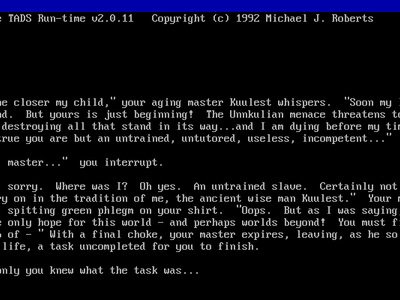 TADS Run-time v2.0.11 Copyright (c) 1992 Michael J. Roberts
closer my child," your aging master Kuulest whispers. "Soon my
But yours is just beginning! The Unnkulian menace threatens
destroying all that stand in its way...and I am dying before my
you are but an untrained, untutored, useless, incompetent..."
master..." you interrupt.
sorry. Where was I? Oh yes. An untrained slave. Certainly not
on in the tradition of me, the ancient wise man Kuulest." Your
spitting green phlegm on your shirt. "Oops. But as I was saying
only hope for this world - and perhaps worlds beyond! You must
of - " With a final choke, your master expires, leaving, as he so
life, a task uncompleted for you to finish.
only you knew what the task was...